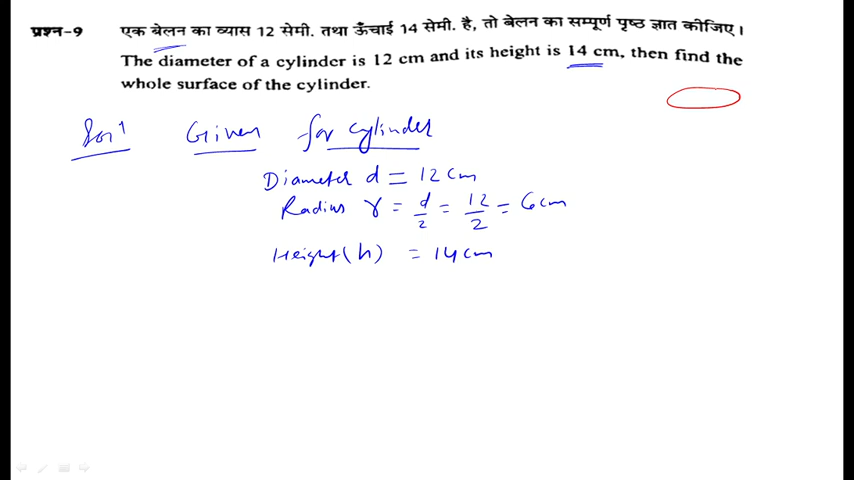 प्रश्न-9 एक बेलन का व्यास 12 सेमी. तथा ऊँचाई 14 सेमी. है, तो बेलन का सम्पूर्ण पृष्ठ ज्ञात कीजिए।
The diameter of a cylinder is 12 cm and its height is 14 cm, then find the
whole surface of the cylinder.
Solⁿ Given for cylinder
Diameter d = 12 cm
Radius r = d/2 = 12/2 = 6 cm
Height (h) = 14 cm